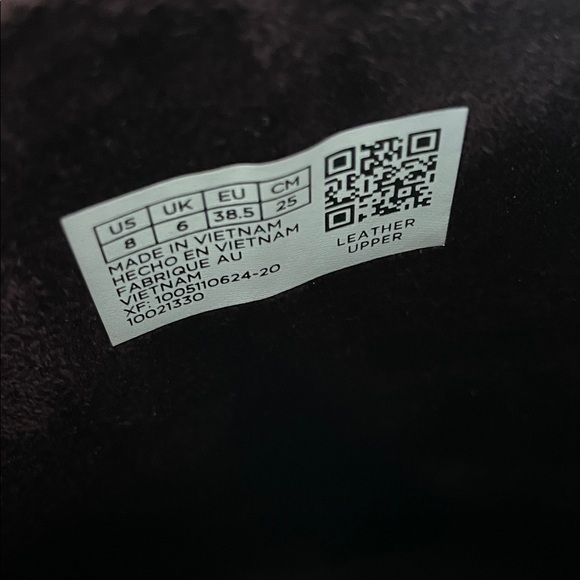 US UK EU CM
8 6 38.5 25
MADE IN VIETNAM
HECHO EN VIETNAM
FABRIQUE AU
VIETNAM
XF: 1005110624-20
10021330
LEATHER
UPPER